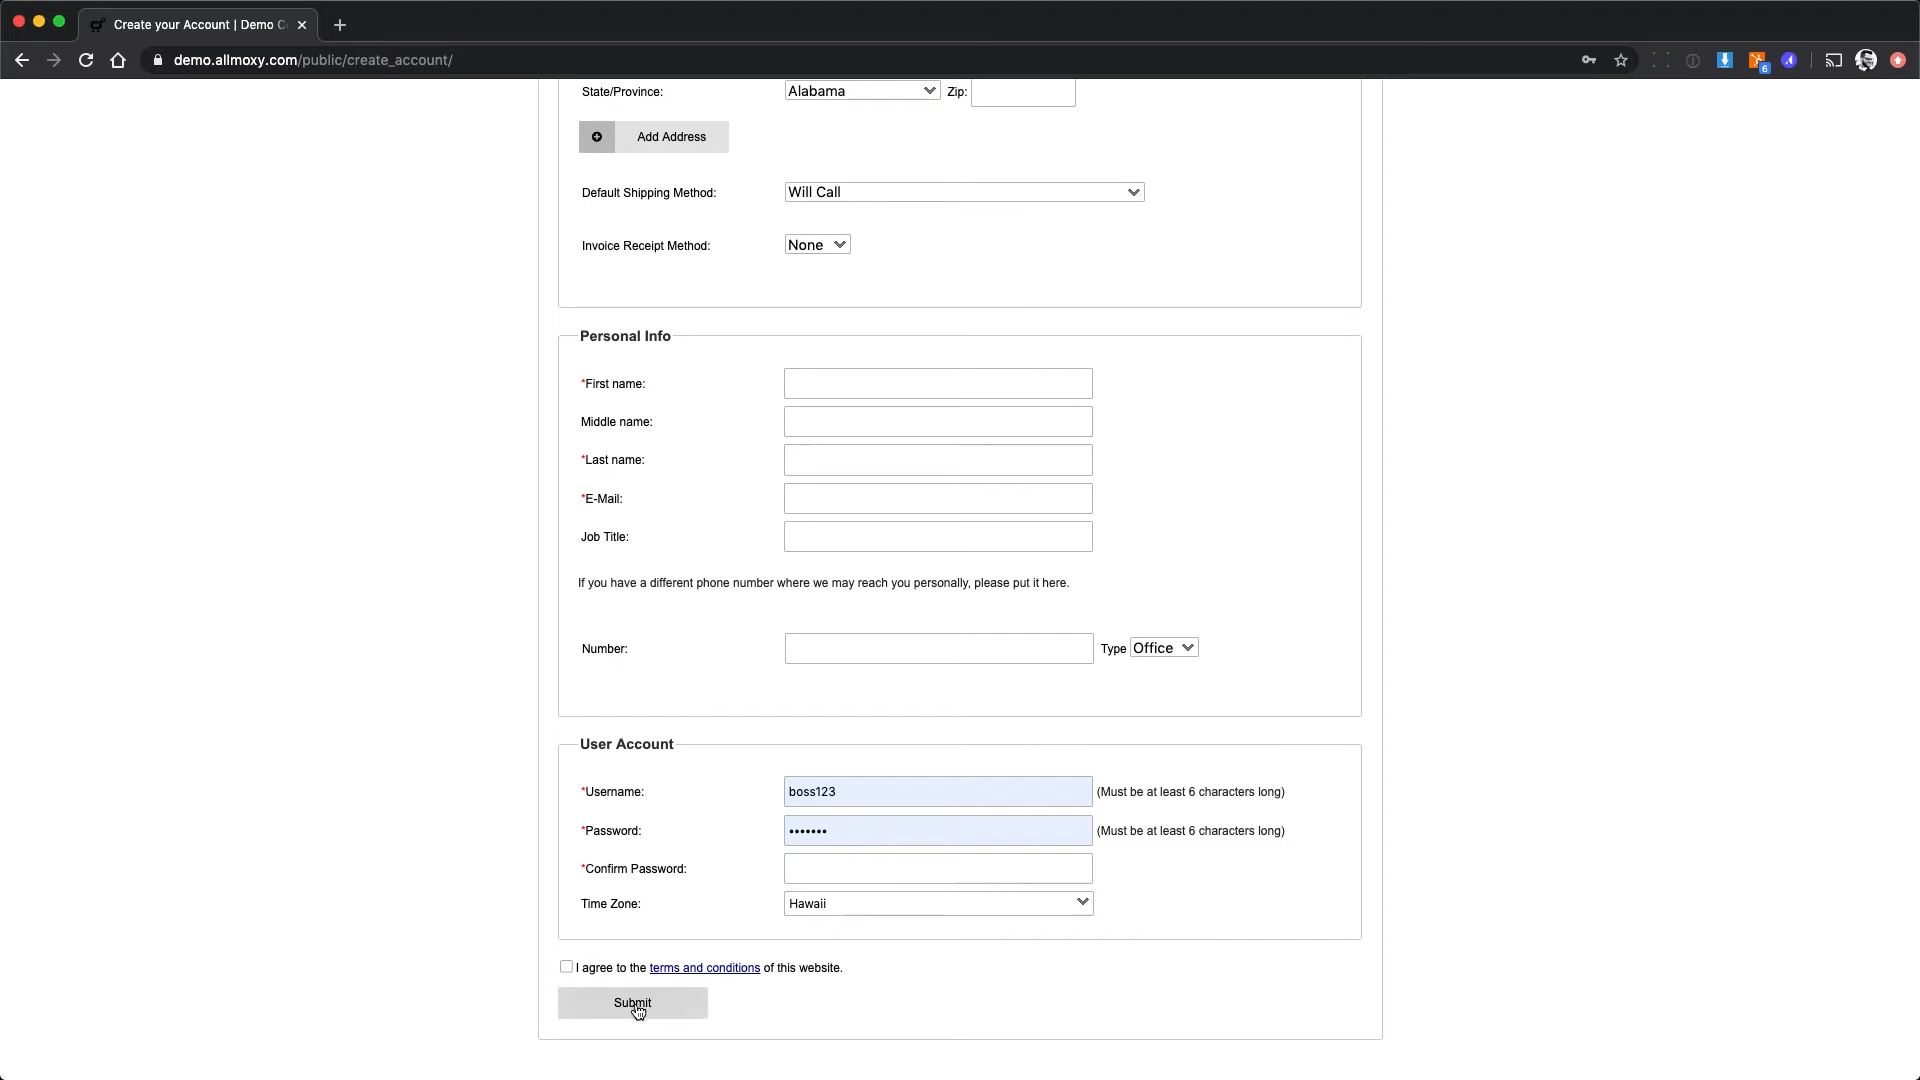 Create your Account | Demo C
demo.allmoxy.com/public/create_account/
6
State/Province: Alabama Zip:
Add Address
Default Shipping Method: Will Call
Invoice Receipt Method: None
Personal Info
*First name:
Middle name:
*Last name:
*E-Mail:
Job Title:
If you have a different phone number where we may reach you personally, please put it here.
Number: Type Office
User Account
*Username: boss123 (Must be at least 6 characters long)
*Password: ••••••• (Must be at least 6 characters long)
*Confirm Password:
Time Zone: Hawaii
I agree to the terms and conditions of this website.
Submit